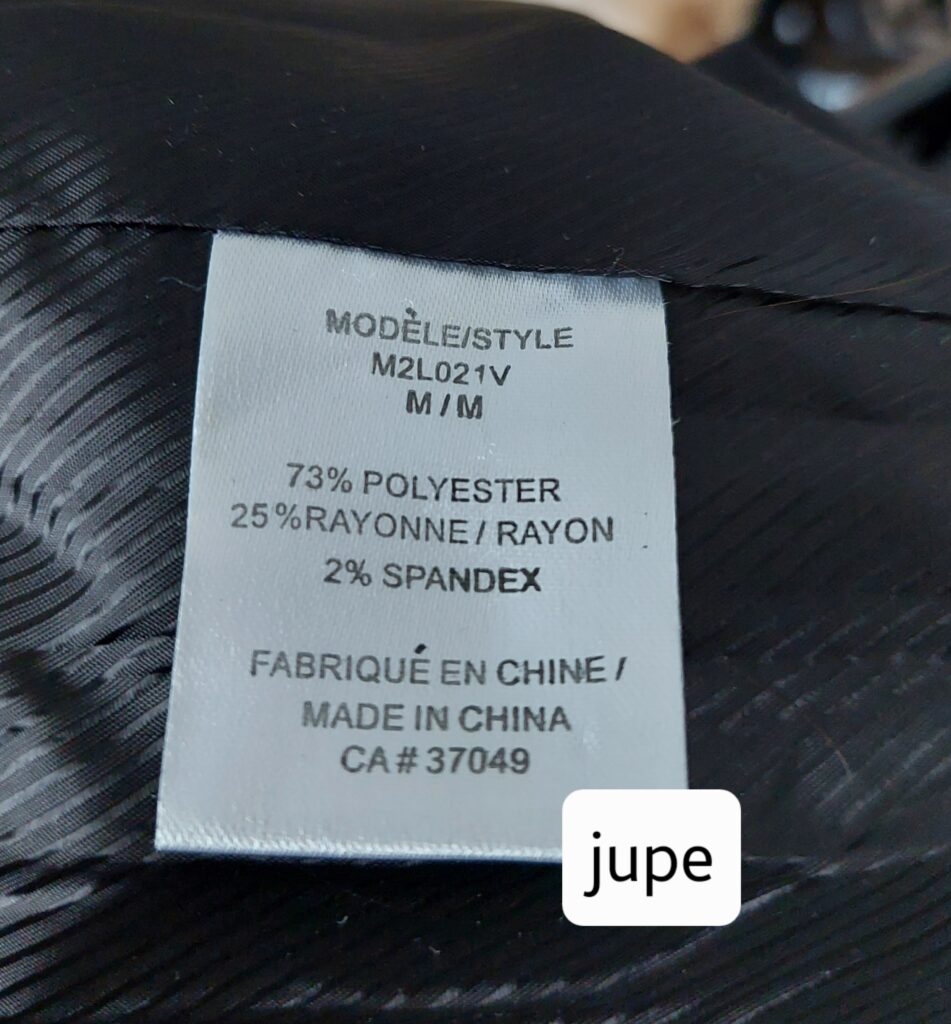 MODÈLE/STYLE
M2L021V
M / M
73% POLYESTER
25%RAYONNE / RAYON
2% SPANDEX
FABRIQUÉ EN CHINE /
MADE IN CHINA
CA # 37049
jupe